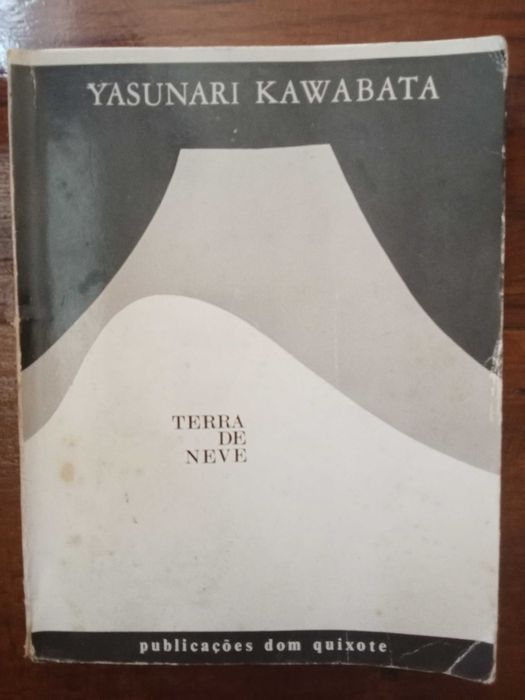 YASUNARI KAWABATA
TERRA
DE
NEVE
publicações dom quixote